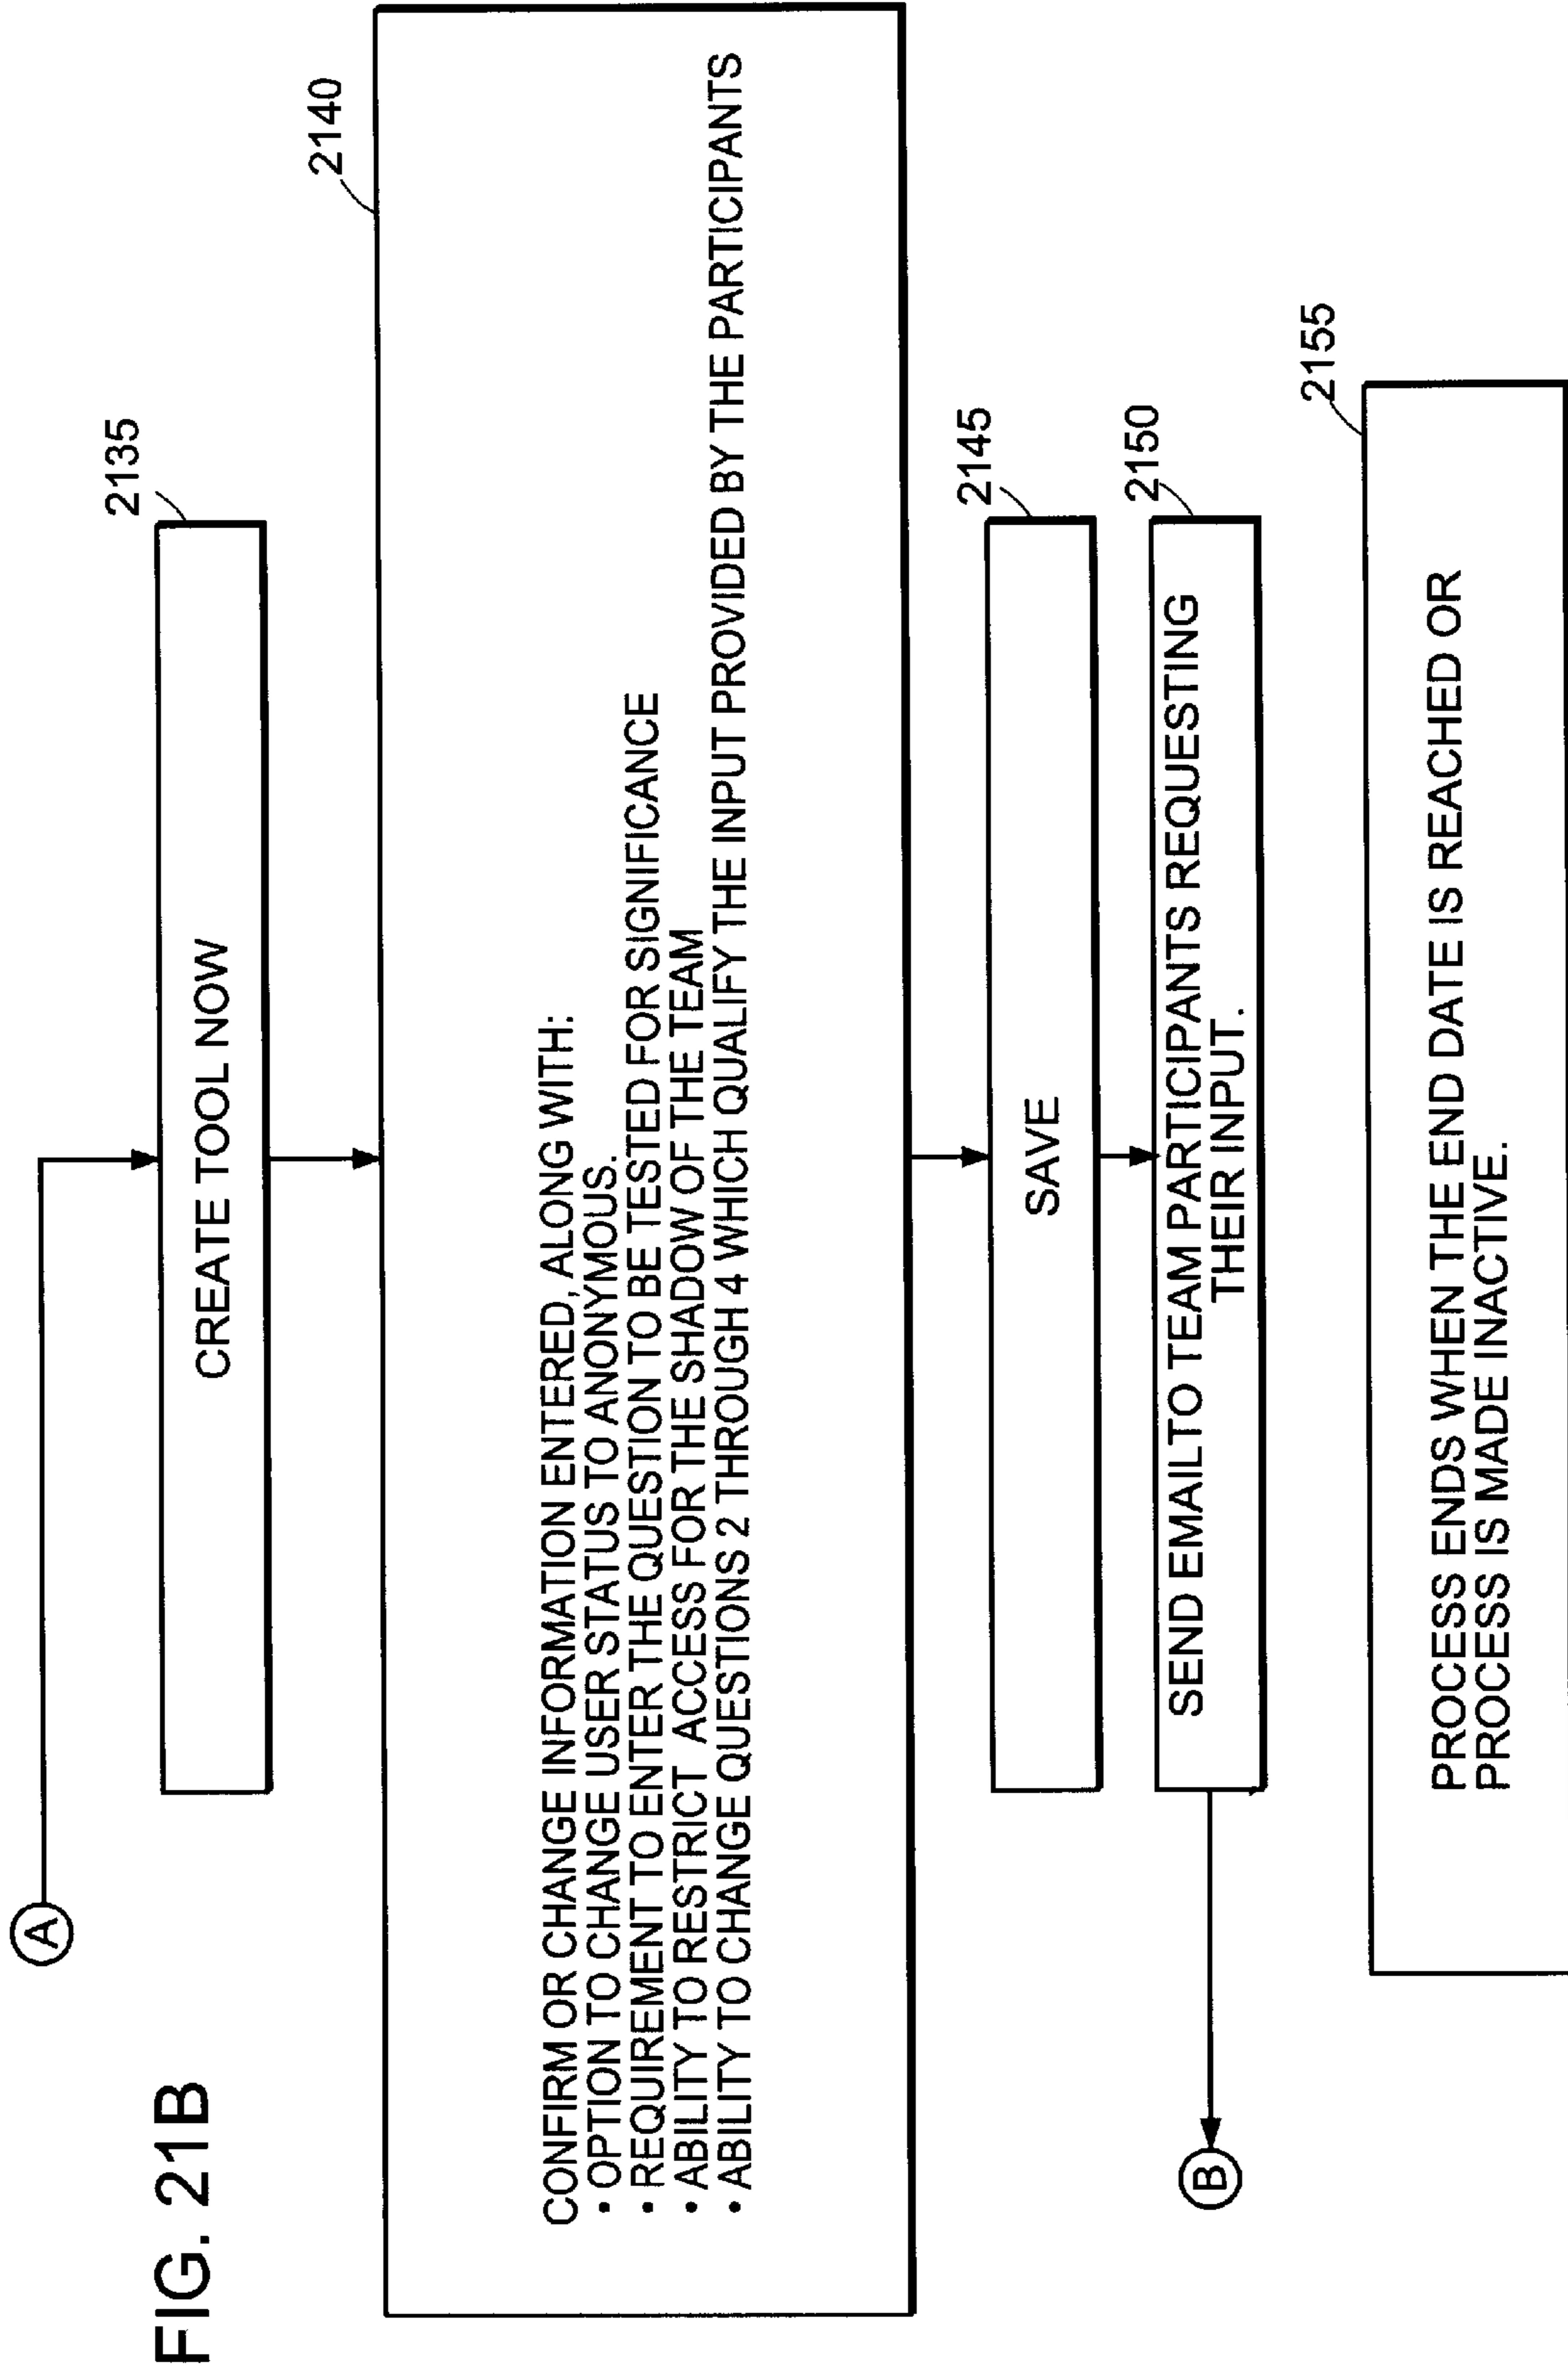 FIG. 21B
A
2135
CREATE TOOL NOW
2140
CONFIRM OR CHANGE INFORMATION ENTERED, ALONG WITH:
• OPTION TO CHANGE USER STATUS TO ANONYMOUS.
• REQUIREMENT TO ENTER THE QUESTION TO BE TESTED FOR SIGNIFICANCE
• ABILITY TO RESTRICT ACCESS FOR THE SHADOW OF THE TEAM
• ABILITY TO CHANGE QUESTIONS 2 THROUGH 4 WHICH QUALIFY THE INPUT PROVIDED BY THE PARTICIPANTS
2145
SAVE
2150
SEND EMAIL TO TEAM PARTICIPANTS REQUESTING
THEIR INPUT.
B
2155
PROCESS ENDS WHEN THE END DATE IS REACHED OR
PROCESS IS MADE INACTIVE.